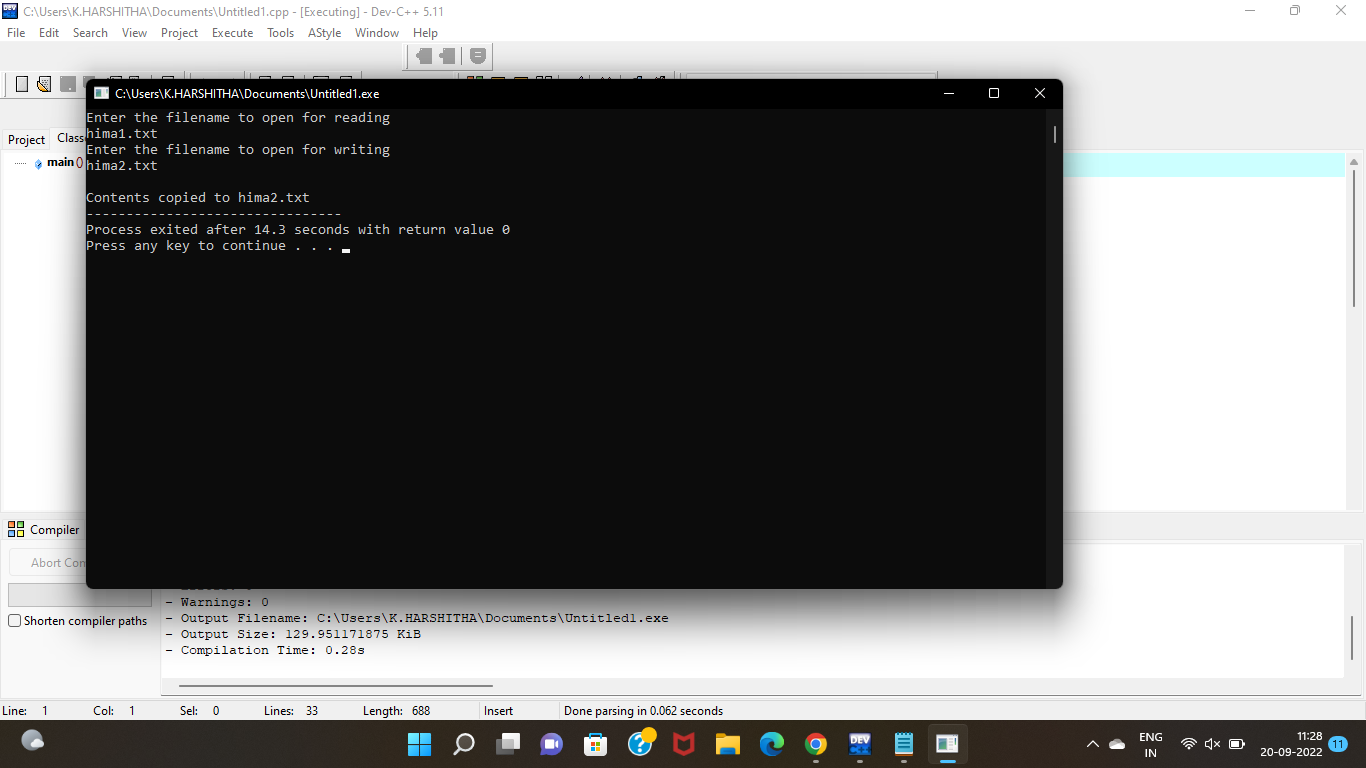 C:\Users\K.HARSHITHA\Documents\Untitled1.cpp - [Executing] - Dev-C++ 5.11
File Edit Search View Project Execute Tools AStyle Window Help
C:\Users\K.HARSHITHA\Documents\Untitled1.exe
Project Class
main ()
Enter the filename to open for reading
hima1.txt
Enter the filename to open for writing
hima2.txt
Contents copied to hima2.txt
--------------------------------
Process exited after 14.3 seconds with return value 0
Press any key to continue . . .
Compiler
Abort Com
Shorten compiler paths
- Warnings: 0
- Output Filename: C:\Users\K.HARSHITHA\Documents\Untitled1.exe
- Output Size: 129.951171875 KiB
- Compilation Time: 0.28s
Line: 1 Col: 1 Sel: 0 Lines: 33 Length: 688 Insert Done parsing in 0.062 seconds
DEV
ENG
IN
11:28
20-09-2022
11